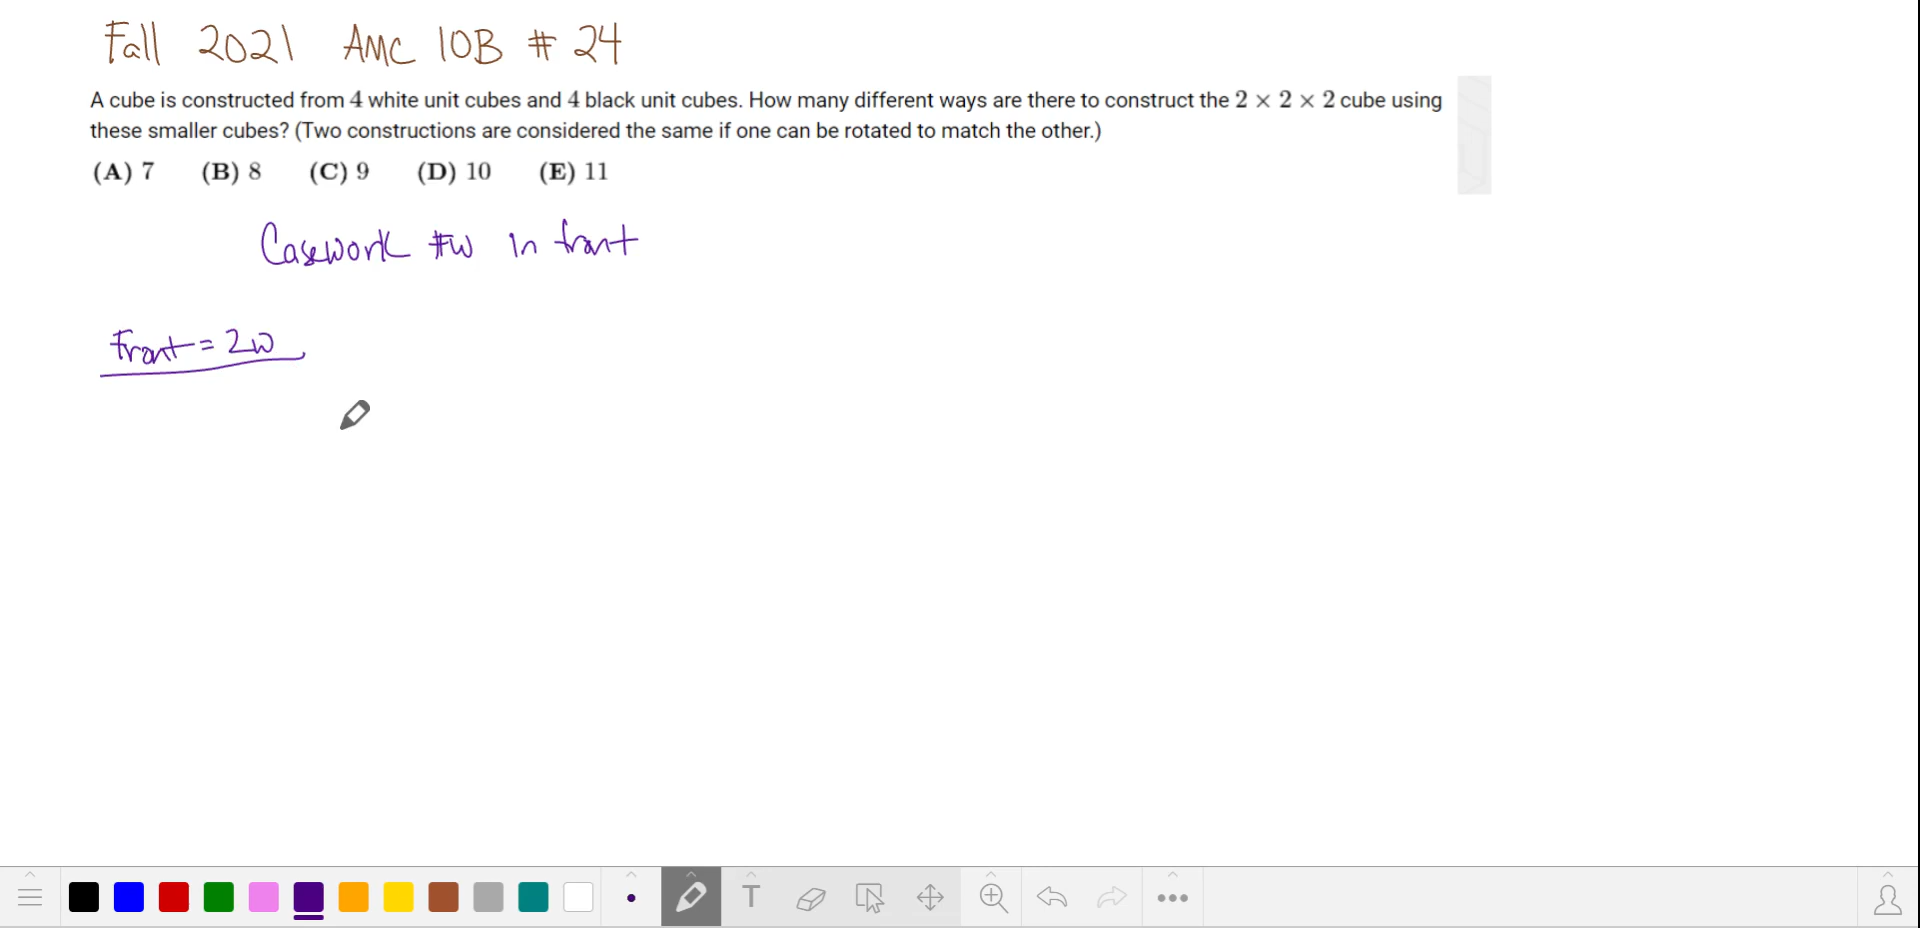 Fall 2021 AMC 10B # 24
A cube is constructed from 4 white unit cubes and 4 black unit cubes. How many different ways are there to construct the 2 × 2 × 2 cube using
these smaller cubes? (Two constructions are considered the same if one can be rotated to match the other.)
(A) 7 (B) 8 (C) 9 (D) 10 (E) 11
Casework #W in front
Front = 2W
T